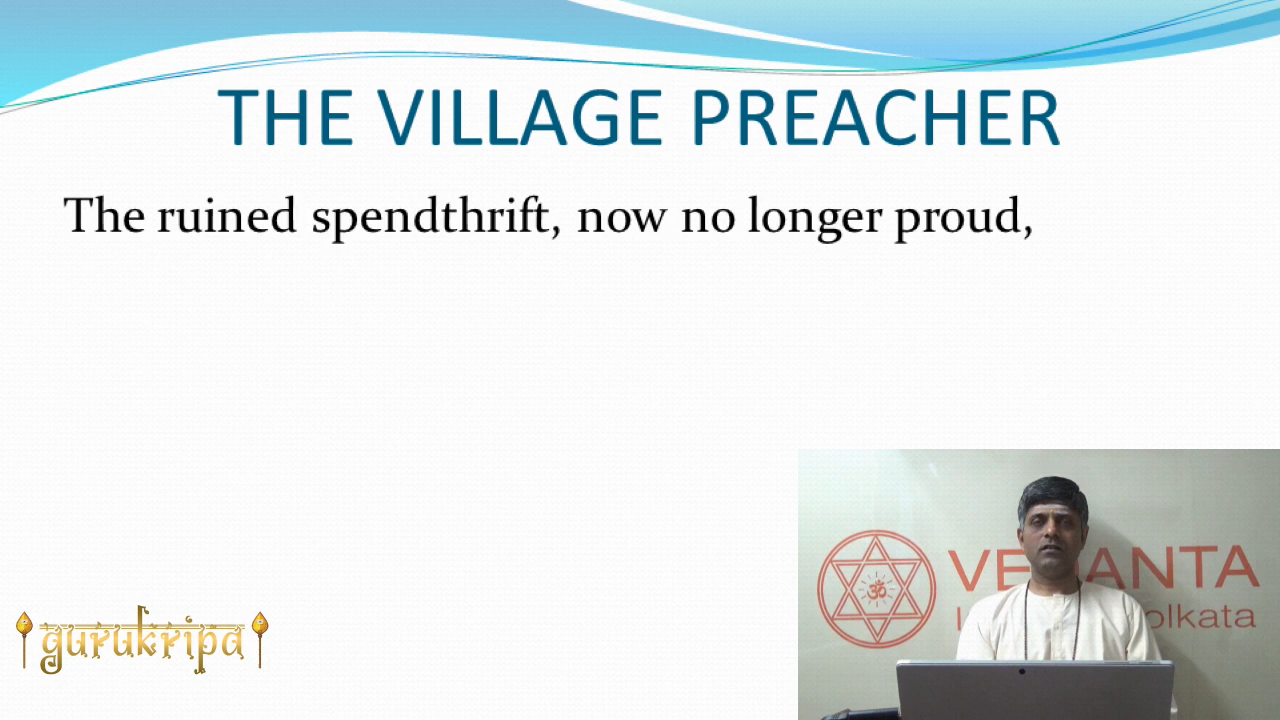 THE VILLAGE PREACHER
The ruined spendthrift, now no longer proud,
gurukripa
VEDANTA
ॐ
olkata